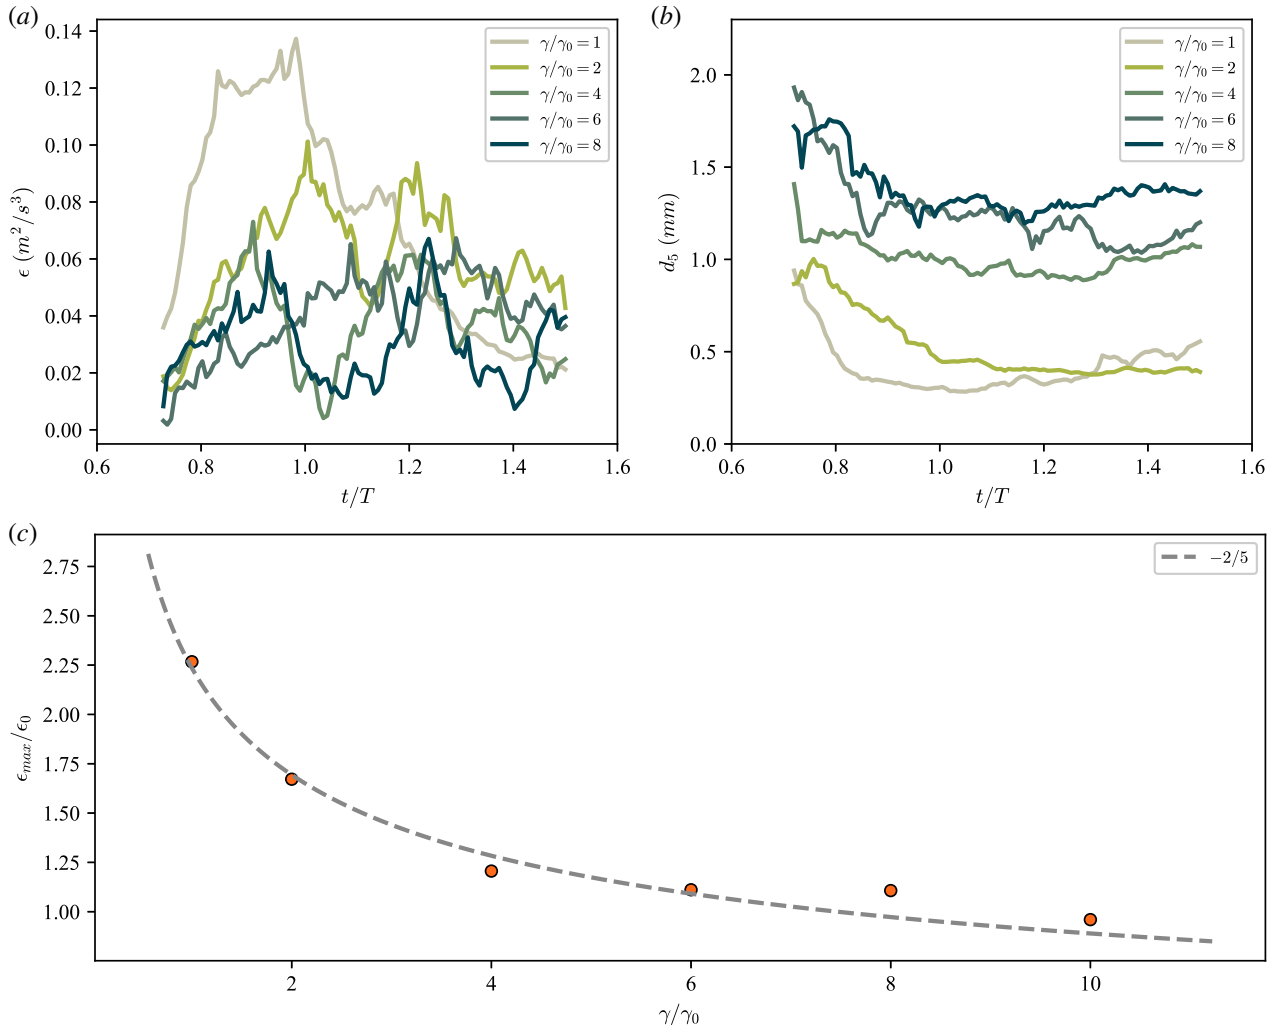 (a)
ϵ (m²/s³)
0.14
0.12
0.10
0.08
0.06
0.04
0.02
0.00
γ/γ₀ = 1
γ/γ₀ = 2
γ/γ₀ = 4
γ/γ₀ = 6
γ/γ₀ = 8
0.6 0.8 1.0 1.2 1.4 1.6
t/T
(b)
d₅ (mm)
2.0
1.5
1.0
0.5
0.0
γ/γ₀ = 1
γ/γ₀ = 2
γ/γ₀ = 4
γ/γ₀ = 6
γ/γ₀ = 8
0.6 0.8 1.0 1.2 1.4 1.6
t/T
(c)
ϵₘₐₓ/ϵ₀
2.75
2.50
2.25
2.00
1.75
1.50
1.25
1.00
−2/5
2 4 6 8 10
γ/γ₀